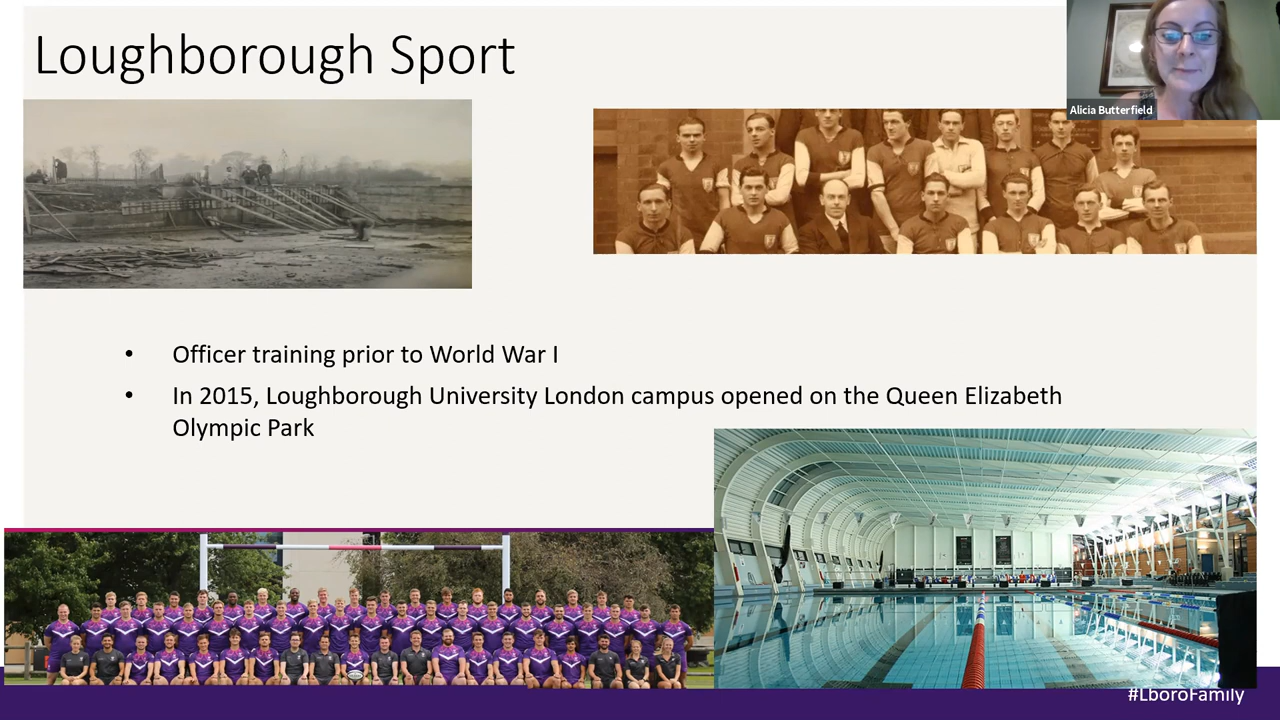 Loughborough Sport
Alicia Butterfield
• Officer training prior to World War I
• In 2015, Loughborough University London campus opened on the Queen Elizabeth
Olympic Park
#LboroFamily